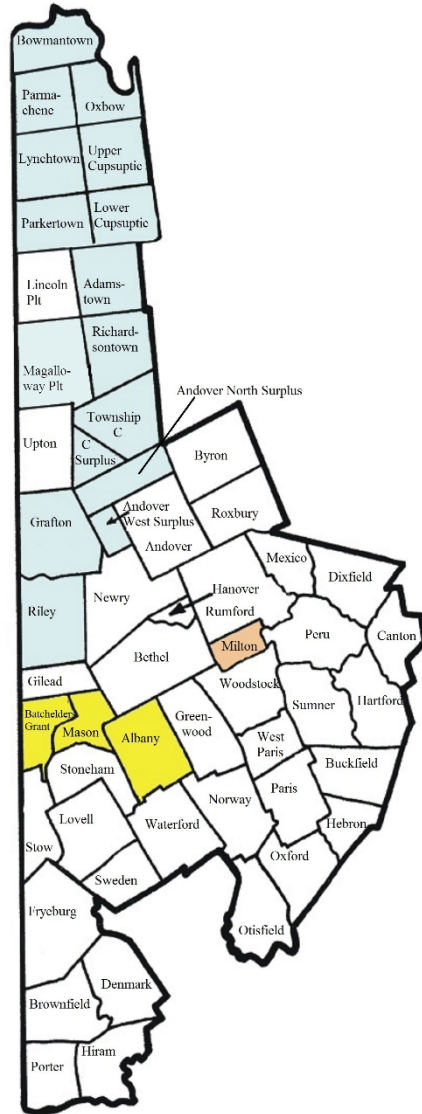 Bowmantown
Parma-
chene
Oxbow
Lynchtown
Upper
Cupsuptic
Parkertown
Lower
Cupsuptic
Lincoln
Plt
Adams-
town
Richard-
sontown
Magallo-
way Plt
Andover North Surplus
Township
C
Upton
C
Surplus
Byron
Andover
West Surplus
Grafton
Roxbury
Andover
Mexico
Dixfield
Newry
Hanover
Riley
Rumford
Peru
Canton
Milton
Bethel
Gilead
Woodstock
Hartford
Sumner
Batchelders
Grant
Mason
Albany
Green-
wood
West
Paris
Stoneham
Buckfield
Paris
Norway
Lovell
Waterford
Hebron
Stow
Oxford
Sweden
Fryeburg
Otisfield
Denmark
Brownfield
Hiram
Porter